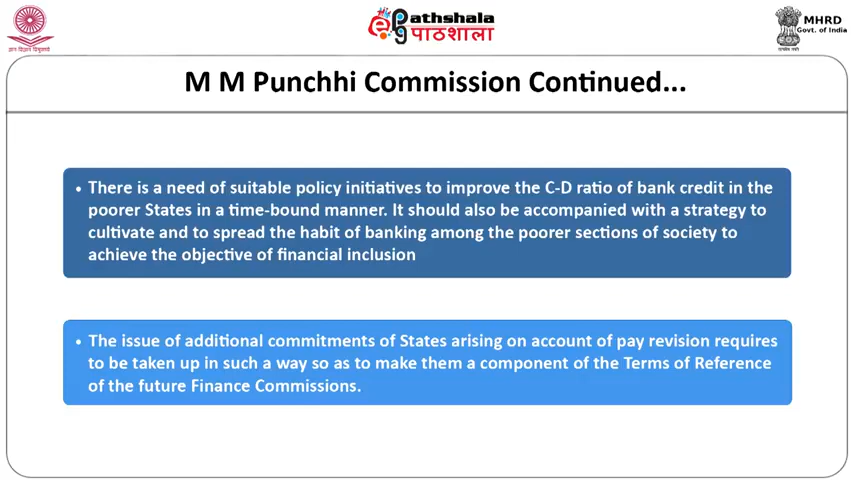 Pathshala
पाठशाला
MHRD
Govt. of India
M M Punchhi Commission Continued...
• There is a need of suitable policy initiatives to improve the C-D ratio of bank credit in the
poorer States in a time-bound manner. It should also be accompanied with a strategy to
cultivate and to spread the habit of banking among the poorer sections of society to
achieve the objective of financial inclusion
• The issue of additional commitments of States arising on account of pay revision requires
to be taken up in such a way so as to make them a component of the Terms of Reference
of the future Finance Commissions.